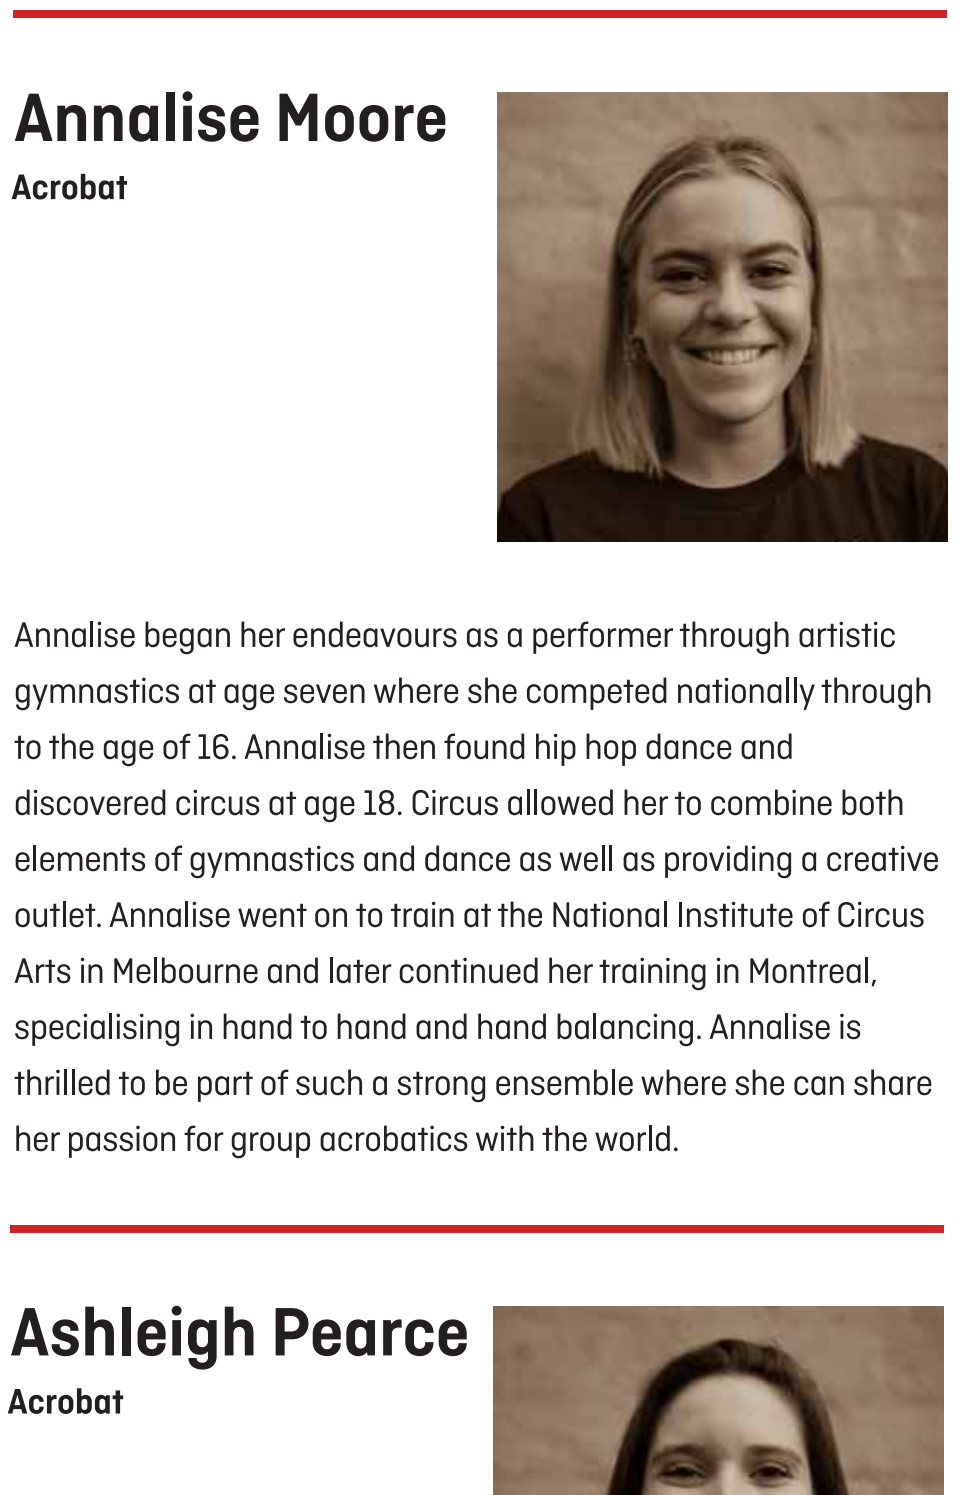 Annalise Moore
Acrobat
Annalise began her endeavours as a performer through artistic
gymnastics at age seven where she competed nationally through
to the age of 16. Annalise then found hip hop dance and
discovered circus at age 18. Circus allowed her to combine both
elements of gymnastics and dance as well as providing a creative
outlet. Annalise went on to train at the National Institute of Circus
Arts in Melbourne and later continued her training in Montreal,
specialising in hand to hand and hand balancing. Annalise is
thrilled to be part of such a strong ensemble where she can share
her passion for group acrobatics with the world.
Ashleigh Pearce
Acrobat